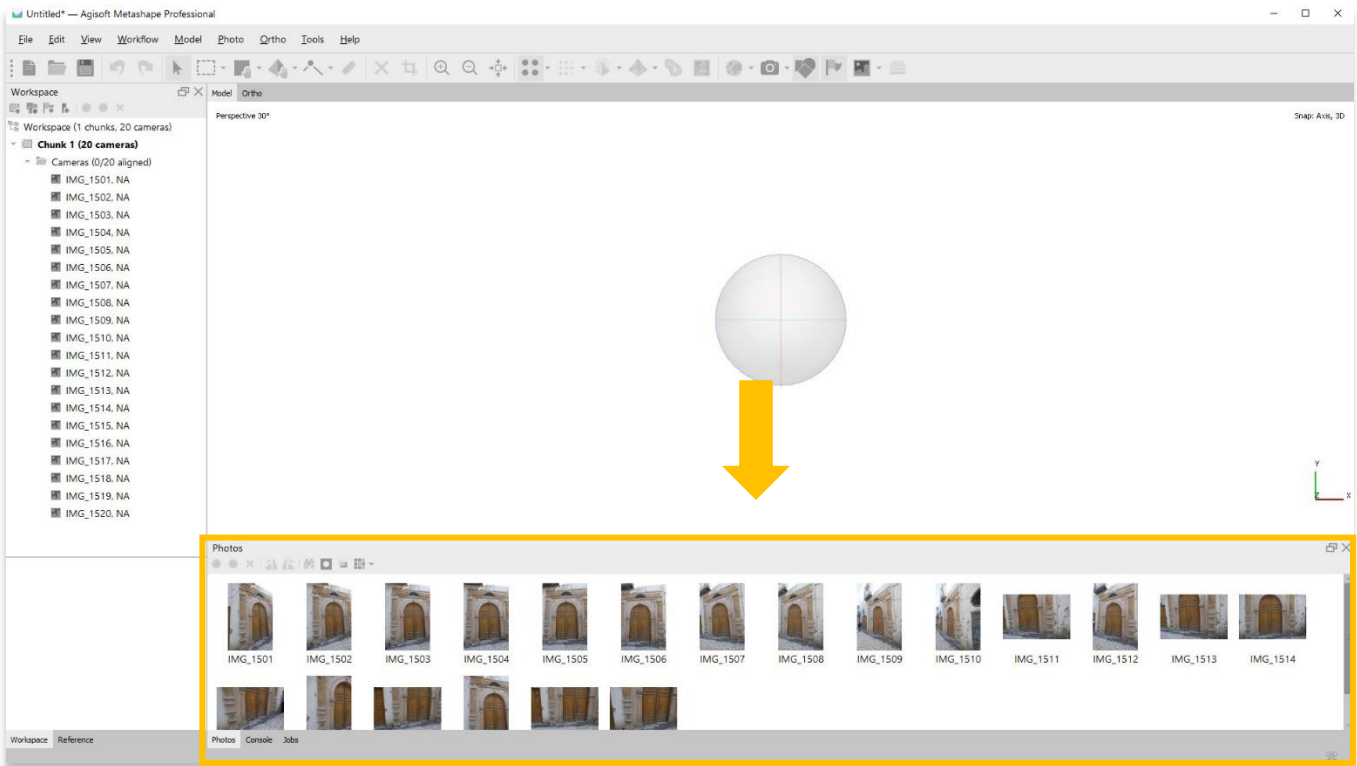 Untitled* — Agisoft Metashape Professional
File Edit View Workflow Model Photo Ortho Tools Help
Workspace
Model Ortho
Perspective 30°
Snap: Axis, 3D
Workspace (1 chunks, 20 cameras)
Chunk 1 (20 cameras)
Cameras (0/20 aligned)
IMG_1501, NA
IMG_1502, NA
IMG_1503, NA
IMG_1504, NA
IMG_1505, NA
IMG_1506, NA
IMG_1507, NA
IMG_1508, NA
IMG_1509, NA
IMG_1510, NA
IMG_1511, NA
IMG_1512, NA
IMG_1513, NA
IMG_1514, NA
IMG_1515, NA
IMG_1516, NA
IMG_1517, NA
IMG_1518, NA
IMG_1519, NA
IMG_1520, NA
Y
Z X
Photos
IMG_1501 IMG_1502 IMG_1503 IMG_1504 IMG_1505 IMG_1506 IMG_1507 IMG_1508 IMG_1509 IMG_1510 IMG_1511 IMG_1512 IMG_1513 IMG_1514
Workspace Reference
Photos Console Jobs